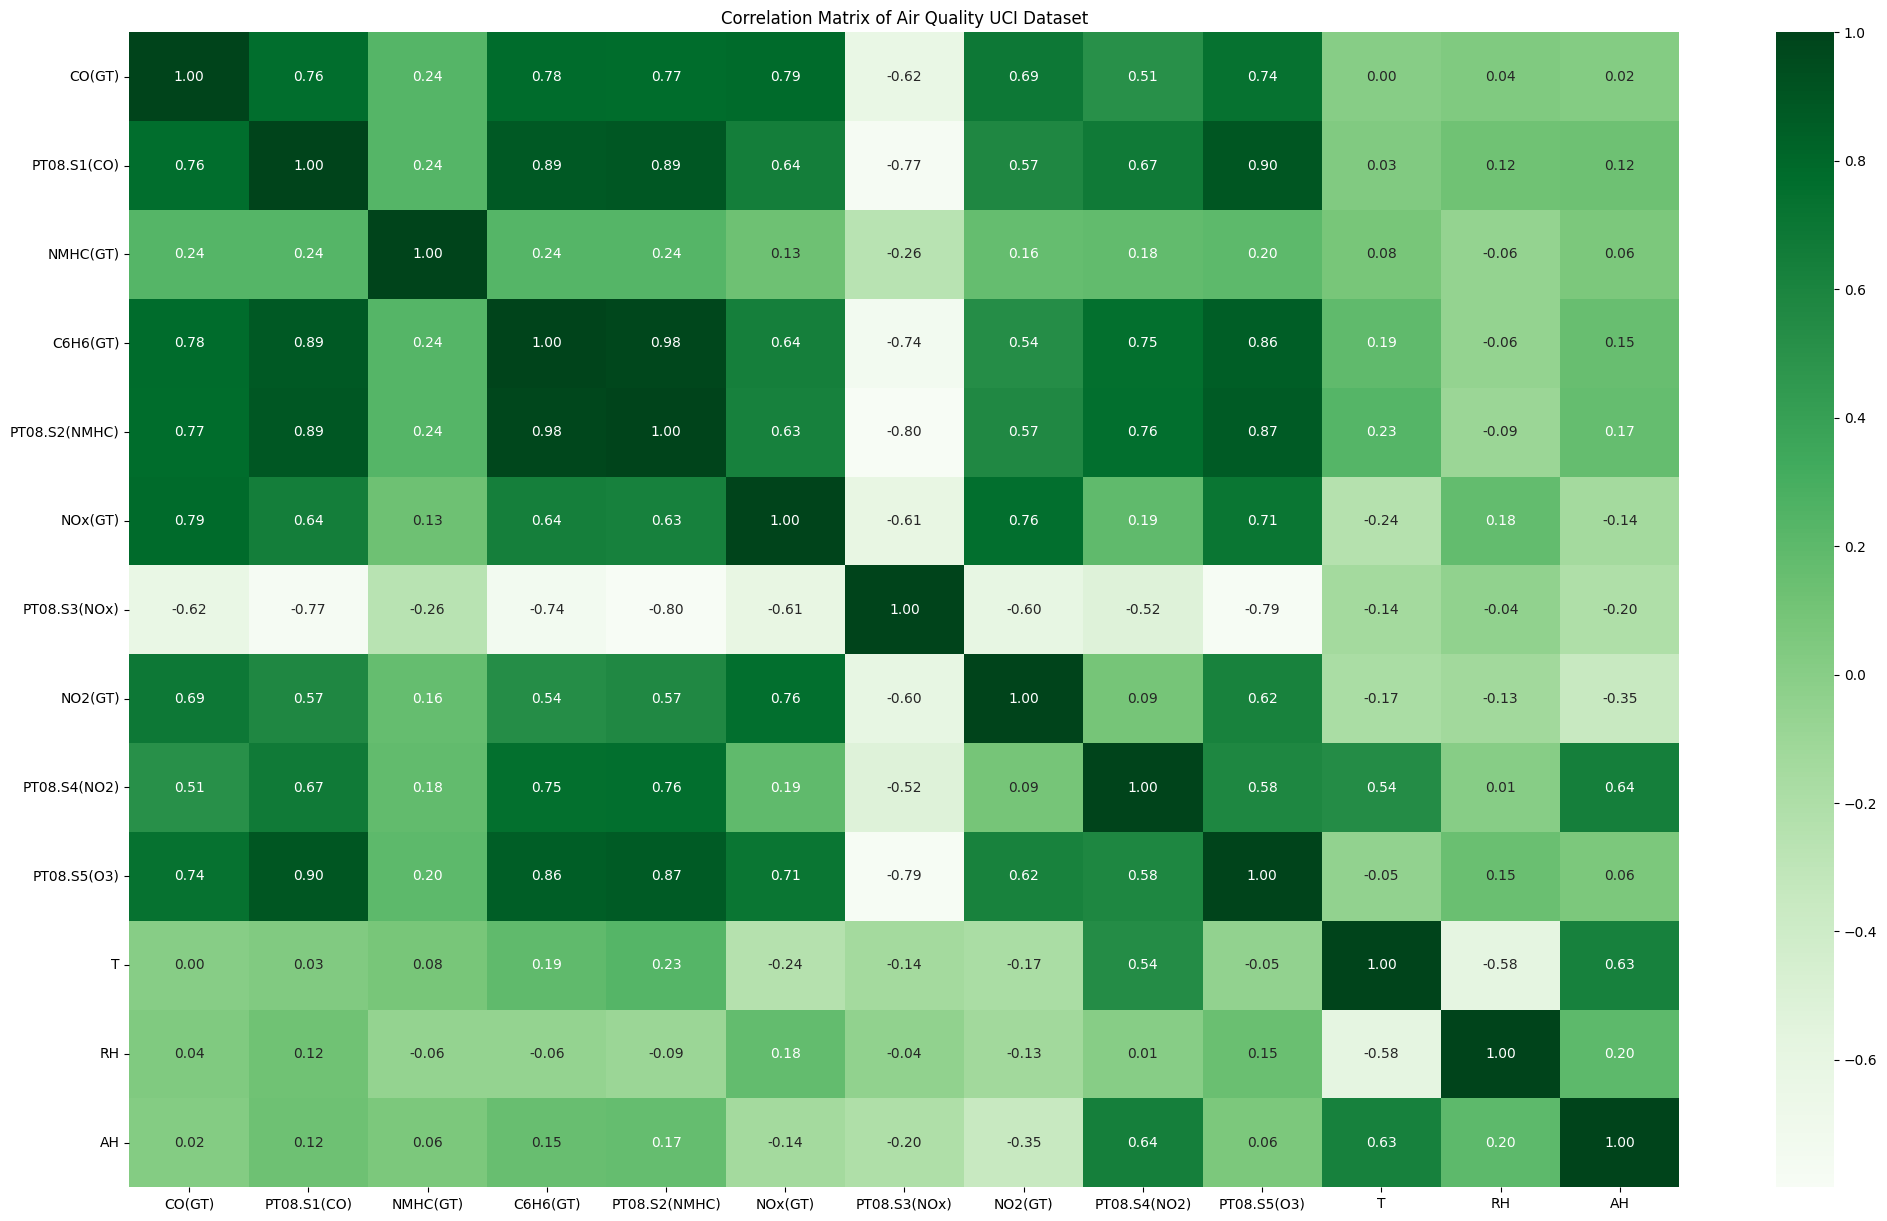 Correlation Matrix of Air Quality UCI Dataset
CO(GT) 1.00 0.76 0.24 0.78 0.77 0.79 -0.62 0.69 0.51 0.74 0.00 0.04 0.02
PT08.S1(CO) 0.76 1.00 0.24 0.89 0.89 0.64 -0.77 0.57 0.67 0.90 0.03 0.12 0.12
NMHC(GT) 0.24 0.24 1.00 0.24 0.24 0.13 -0.26 0.16 0.18 0.20 0.08 -0.06 0.06
C6H6(GT) 0.78 0.89 0.24 1.00 0.98 0.64 -0.74 0.54 0.75 0.86 0.19 -0.06 0.15
PT08.S2(NMHC) 0.77 0.89 0.24 0.98 1.00 0.63 -0.80 0.57 0.76 0.87 0.23 -0.09 0.17
NOx(GT) 0.79 0.64 0.13 0.64 0.63 1.00 -0.61 0.76 0.19 0.71 -0.24 0.18 -0.14
PT08.S3(NOx) -0.62 -0.77 -0.26 -0.74 -0.80 -0.61 1.00 -0.60 -0.52 -0.79 -0.14 -0.04 -0.20
NO2(GT) 0.69 0.57 0.16 0.54 0.57 0.76 -0.60 1.00 0.09 0.62 -0.17 -0.13 -0.35
PT08.S4(NO2) 0.51 0.67 0.18 0.75 0.76 0.19 -0.52 0.09 1.00 0.58 0.54 0.01 0.64
PT08.S5(O3) 0.74 0.90 0.20 0.86 0.87 0.71 -0.79 0.62 0.58 1.00 -0.05 0.15 0.06
T 0.00 0.03 0.08 0.19 0.23 -0.24 -0.14 -0.17 0.54 -0.05 1.00 -0.58 0.63
RH 0.04 0.12 -0.06 -0.06 -0.09 0.18 -0.04 -0.13 0.01 0.15 -0.58 1.00 0.20
AH 0.02 0.12 0.06 0.15 0.17 -0.14 -0.20 -0.35 0.64 0.06 0.63 0.20 1.00
CO(GT) PT08.S1(CO) NMHC(GT) C6H6(GT) PT08.S2(NMHC) NOx(GT) PT08.S3(NOx) NO2(GT) PT08.S4(NO2) PT08.S5(O3) T RH AH
1.0
0.8
0.6
0.4
0.2
0.0
−0.2
−0.4
−0.6